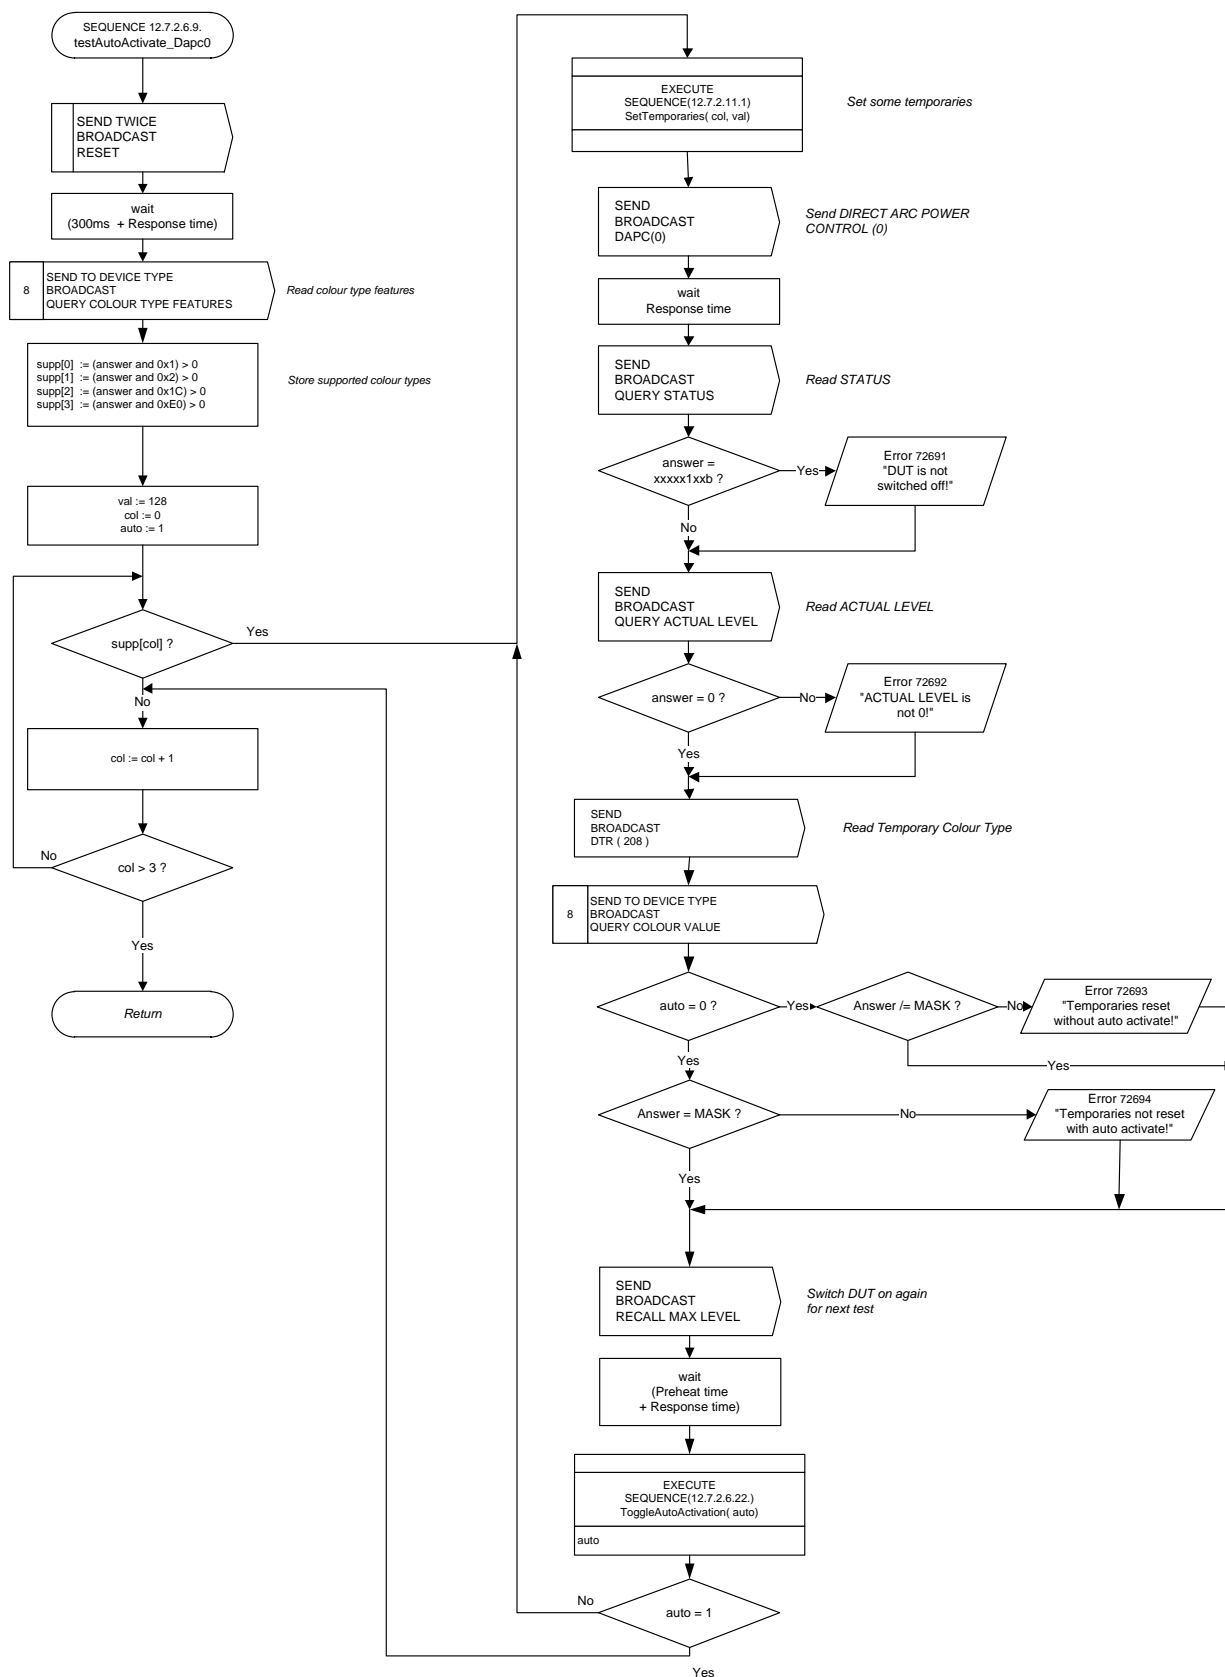 SEQUENCE 12.7.2.6.9.
testAutoActivate_Dapc0
SEND TWICE
BROADCAST
RESET
wait
(300ms + Response time)
8
SEND TO DEVICE TYPE
BROADCAST
QUERY COLOUR TYPE FEATURES
Read colour type features
supp[0] := (answer and 0x1) > 0
supp[1] := (answer and 0x2) > 0
supp[2] := (answer and 0x1C) > 0
supp[3] := (answer and 0xE0) > 0
Store supported colour types
val := 128
col := 0
auto := 1
supp[col] ?
Yes
No
col := col + 1
col > 3 ?
No
Yes
Return
EXECUTE
SEQUENCE(12.7.2.11.1)
SetTemporaries( col, val)
Set some temporaries
SEND
BROADCAST
DAPC(0)
Send DIRECT ARC POWER
CONTROL (0)
wait
Response time
SEND
BROADCAST
QUERY STATUS
Read STATUS
answer =
xxxxx1xxb ?
Yes
Error 72691
"DUT is not
switched off!"
No
SEND
BROADCAST
QUERY ACTUAL LEVEL
Read ACTUAL LEVEL
answer = 0 ?
No
Error 72692
"ACTUAL LEVEL is
not 0!"
Yes
SEND
BROADCAST
DTR ( 208 )
Read Temporary Colour Type
8
SEND TO DEVICE TYPE
BROADCAST
QUERY COLOUR VALUE
auto = 0 ?
Yes
Answer /= MASK ?
No
Error 72693
"Temporaries reset
without auto activate!"
Yes
Yes
Answer = MASK ?
No
Error 72694
"Temporaries not reset
with auto activate!"
Yes
SEND
BROADCAST
RECALL MAX LEVEL
Switch DUT on again
for next test
wait
(Preheat time
+ Response time)
EXECUTE
SEQUENCE(12.7.2.6.22.)
ToggleAutoActivation( auto)
auto
auto = 1
No
Yes